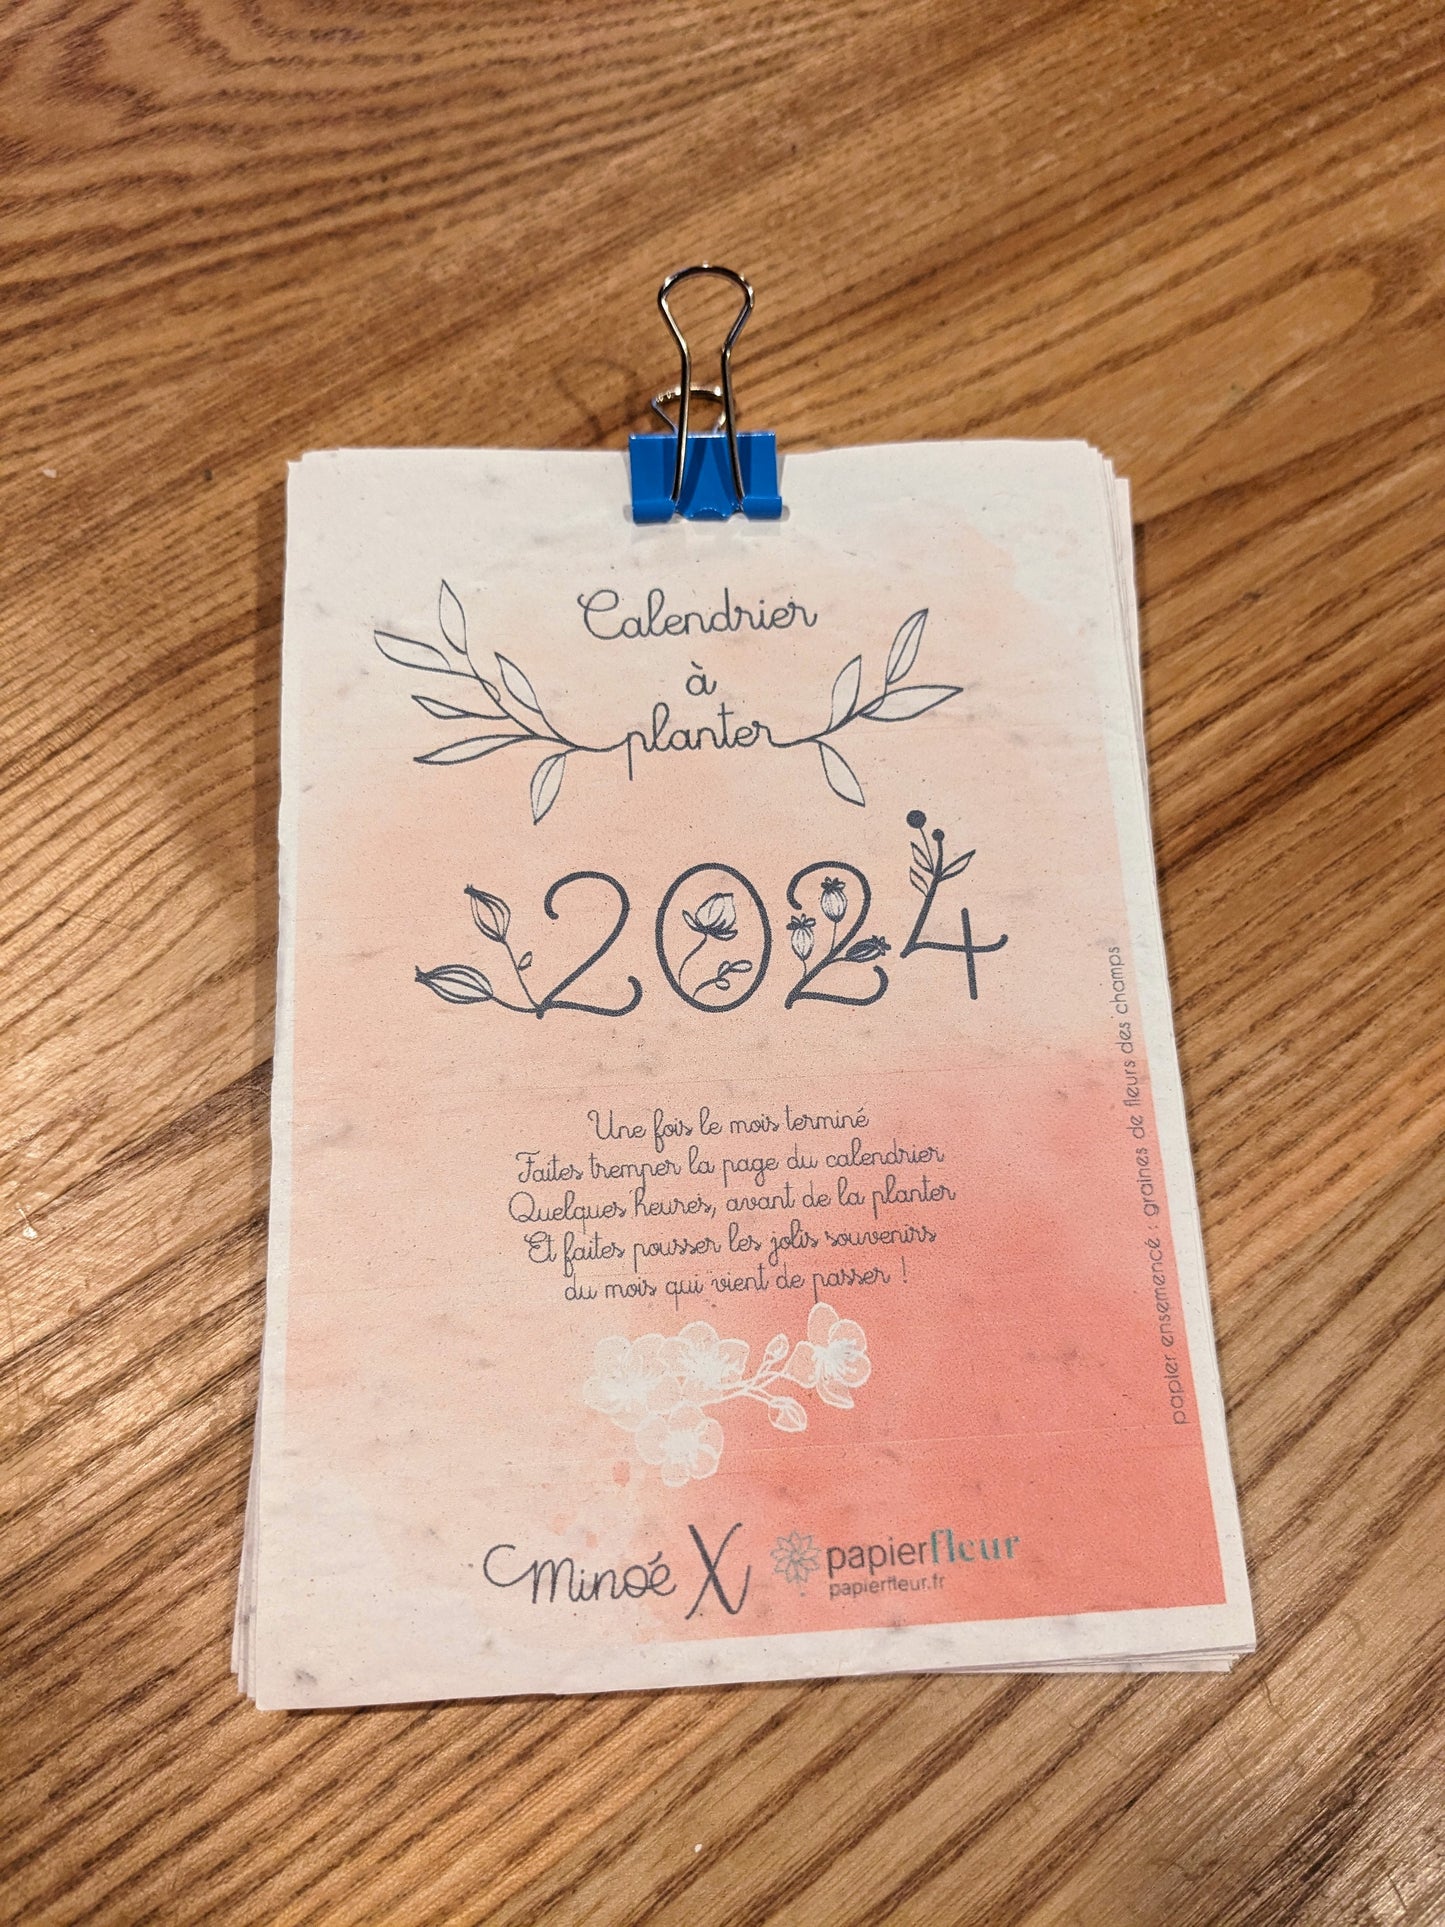 Calendrier
à
planter
2024
Une fois le mois terminé
Faites tremper la page du calendrier
Quelques heures, avant de la planter
Et faites pousser les jolis souvenirs
du mois qui vient de passer !
papier ensemencé : graines de fleurs des champs
Minoé X papierfleur
papierfleur.fr